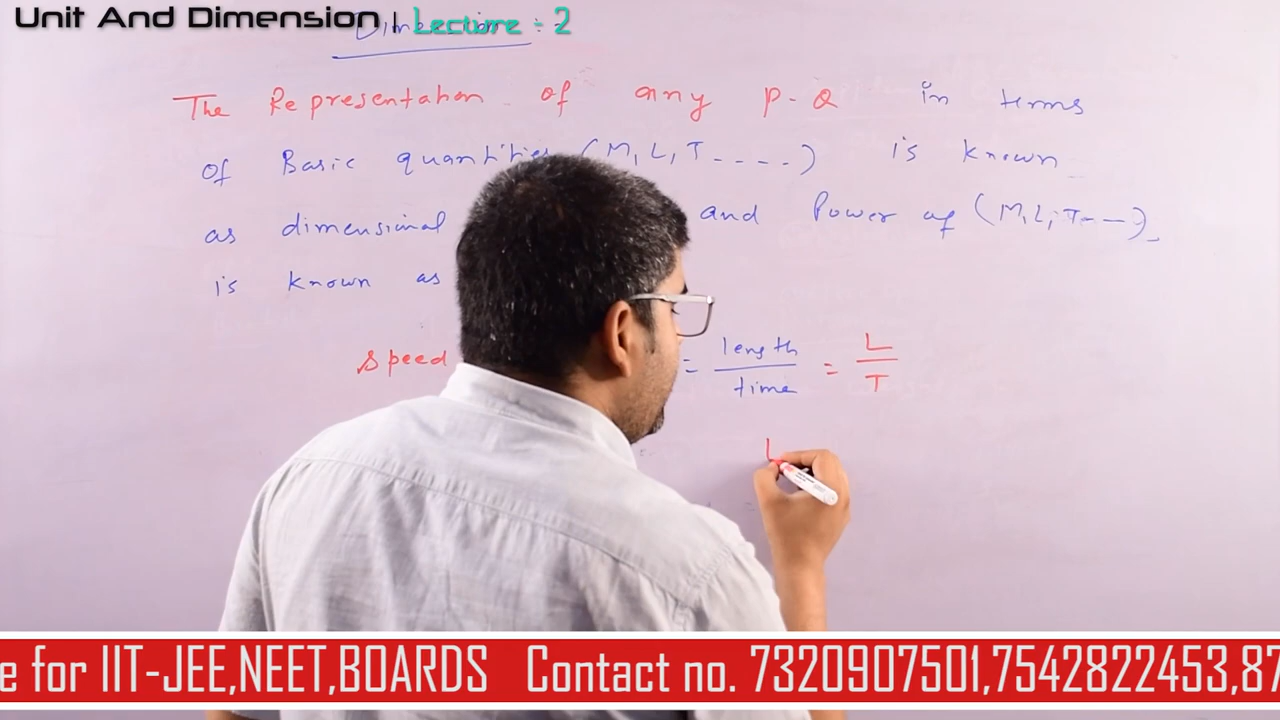 Unit And Dimension | Lecture ÷ 2
Dimension
The Representation of any P-Q in terms
of Basic quantities (M, L, T - - - - -) is known
as dimensional and Power of (M, L, T - - -)
is known as
speed = length / time = L / T
L
e for IIT-JEE,NEET,BOARDS Contact no. 7320907501,7542822453,87